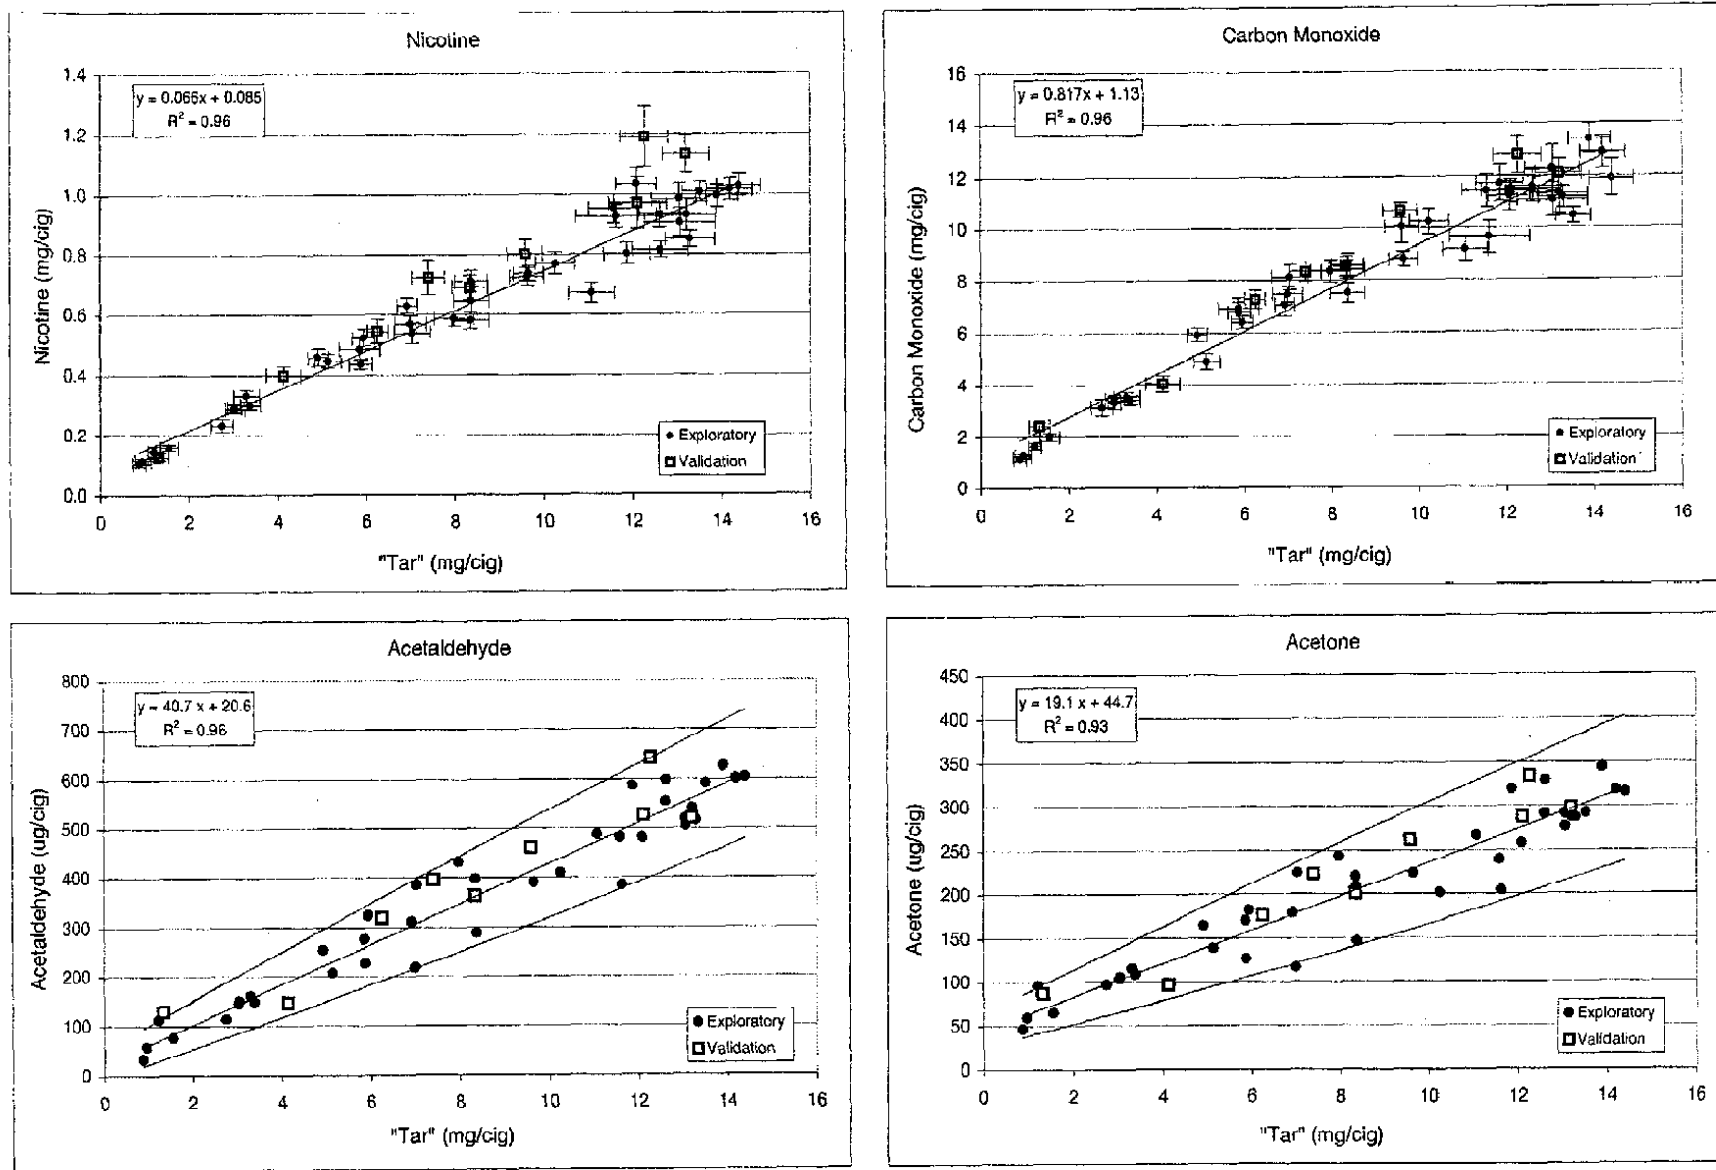 Nicotine
1.4
1.2
1.0
0.8
0.6
0.4
0.2
0.0
Nicotine (mg/cig)
y = 0.066x + 0.085
R² = 0.96
Exploratory
Validation
0 2 4 6 8 10 12 14 16
"Tar" (mg/cig)
Carbon Monoxide
16
14
12
10
8
6
4
2
0
Carbon Monoxide (mg/cig)
y = 0.817x + 1.13
R² = 0.96
Exploratory
Validation
0 2 4 6 8 10 12 14 16
"Tar" (mg/cig)
Acetaldehyde
800
700
600
500
400
300
200
100
0
Acetaldehyde (ug/cig)
y = 40.7 x + 20.6
R² = 0.96
Exploratory
Validation
0 2 4 6 8 10 12 14 16
"Tar" (mg/cig)
Acetone
450
400
350
300
250
200
150
100
50
0
Acetone (ug/cig)
y = 19.1 x + 44.7
R² = 0.93
Exploratory
Validation
0 2 4 6 8 10 12 14 16
"Tar" (mg/cig)